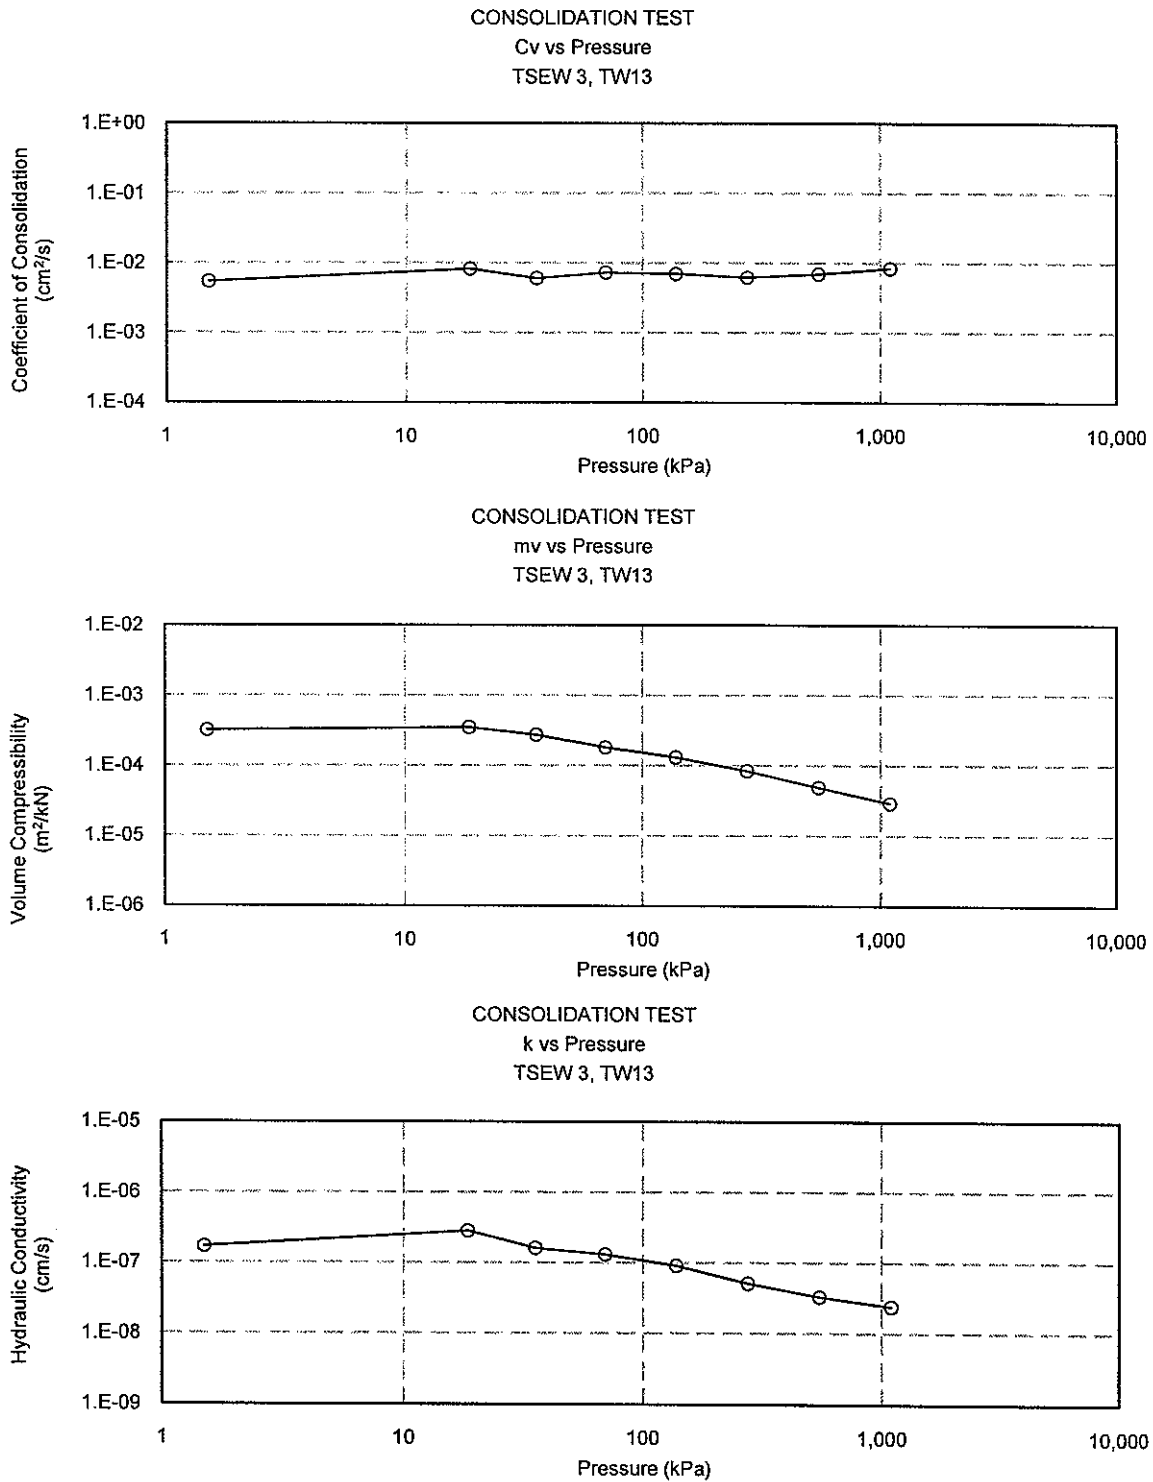 CONSOLIDATION TEST
Cv vs Pressure
TSEW 3, TW13
1.E+00
1.E-01
1.E-02
1.E-03
1.E-04
Coefficient of Consolidation
(cm²/s)
1 10 100 1,000 10,000
Pressure (kPa)
CONSOLIDATION TEST
mv vs Pressure
TSEW 3, TW13
1.E-02
1.E-03
1.E-04
1.E-05
1.E-06
Volume Compressibility
(m²/kN)
1 10 100 1,000 10,000
Pressure (kPa)
CONSOLIDATION TEST
k vs Pressure
TSEW 3, TW13
1.E-05
1.E-06
1.E-07
1.E-08
1.E-09
Hydraulic Conductivity
(cm/s)
1 10 100 1,000 10,000
Pressure (kPa)